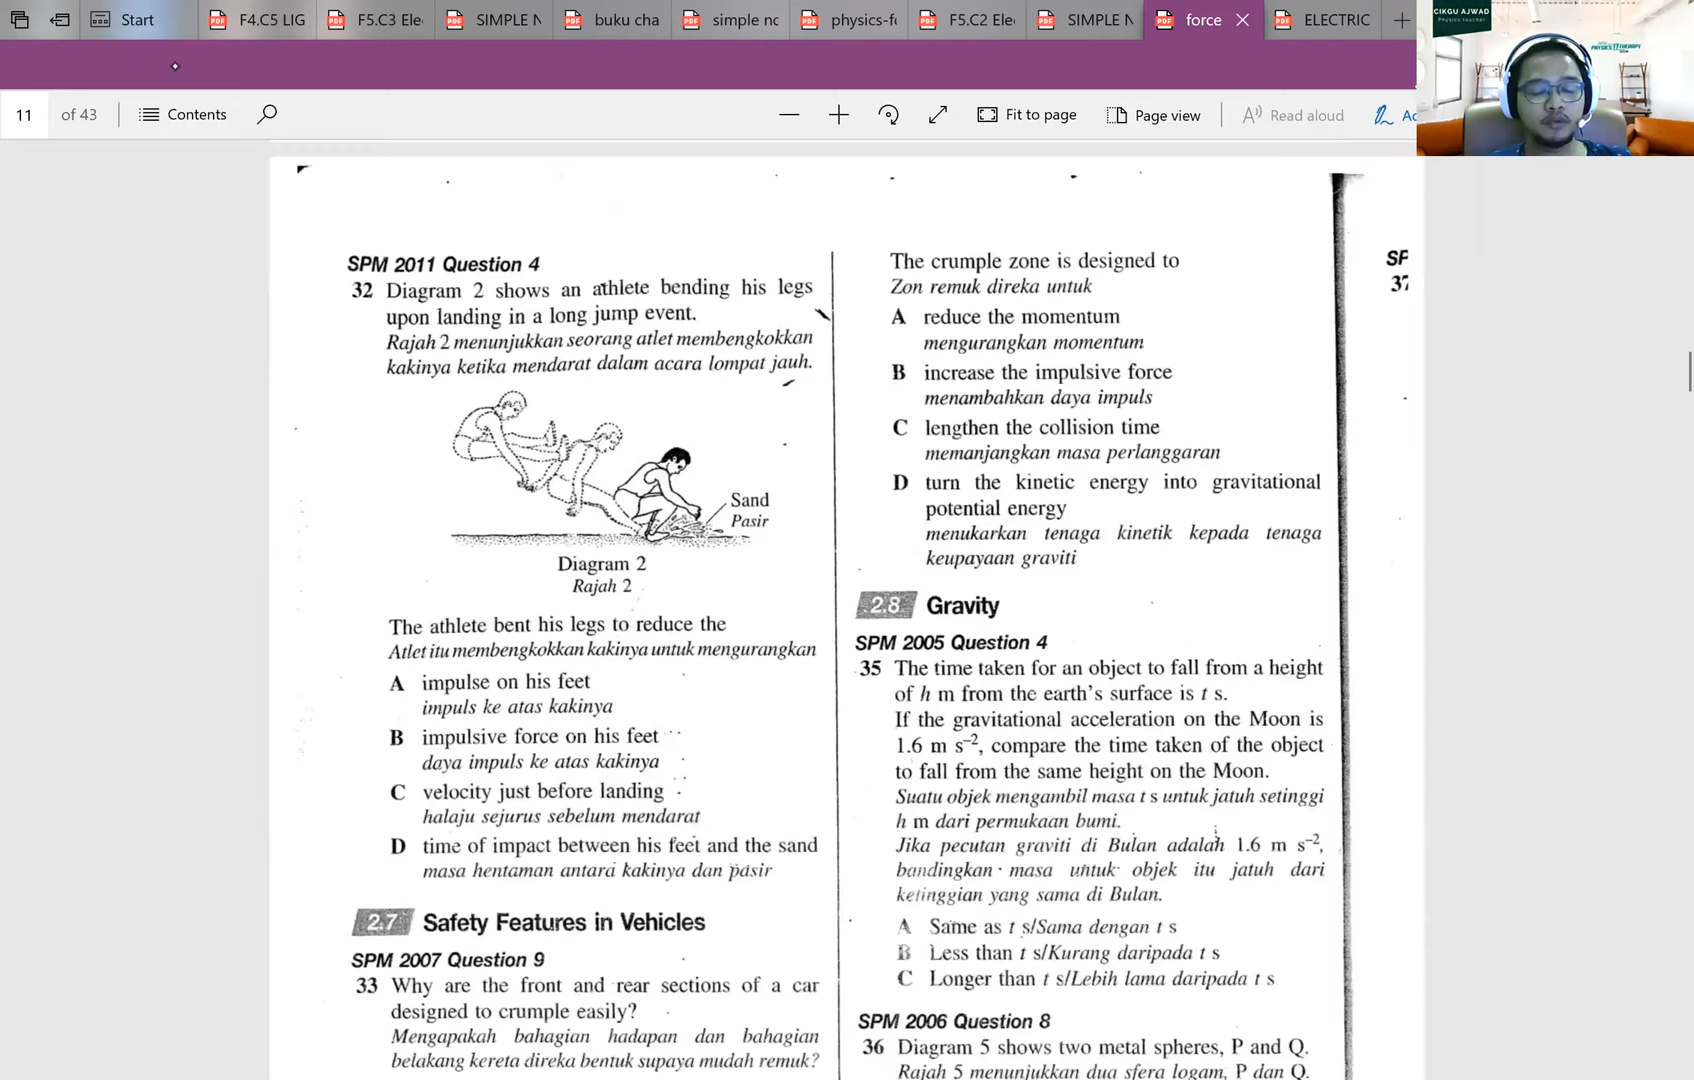 Start
F4.C5 LIG
F5.C3 Ele
SIMPLE N
buku cha
simple nc
physics-f
F5.C2 Ele
SIMPLE N
force
ELECTRIC
CIKGU AJWAD
Physics teacher
PHYSICS THERAPY
11 of 43
Contents
Fit to page
Page view
Read aloud
SPM 2011 Question 4
32 Diagram 2 shows an athlete bending his legs
upon landing in a long jump event.
Rajah 2 menunjukkan seorang atlet membengkokkan
kakinya ketika mendarat dalam acara lompat jauh.
Sand
Pasir
Diagram 2
Rajah 2
The athlete bent his legs to reduce the
Atlet itu membengkokkan kakinya untuk mengurangkan
A impulse on his feet
impuls ke atas kakinya
B impulsive force on his feet
daya impuls ke atas kakinya
C velocity just before landing
halaju sejurus sebelum mendarat
D time of impact between his feet and the sand
masa hentaman antara kakinya dan pasir
2.7 Safety Features in Vehicles
SPM 2007 Question 9
33 Why are the front and rear sections of a car
designed to crumple easily?
Mengapakah bahagian hadapan dan bahagian
belakang kereta direka bentuk supaya mudah remuk?
The crumple zone is designed to
Zon remuk direka untuk
A reduce the momentum
mengurangkan momentum
B increase the impulsive force
menambahkan daya impuls
C lengthen the collision time
memanjangkan masa perlanggaran
D turn the kinetic energy into gravitational
potential energy
menukarkan tenaga kinetik kepada tenaga
keupayaan graviti
2.8 Gravity
SPM 2005 Question 4
35 The time taken for an object to fall from a height
of h m from the earth's surface is t s.
If the gravitational acceleration on the Moon is
1.6 m s⁻², compare the time taken of the object
to fall from the same height on the Moon.
Suatu objek mengambil masa t s untuk jatuh setinggi
h m dari permukaan bumi.
Jika pecutan graviti di Bulan adalah 1.6 m s⁻²,
bandingkan masa untuk objek itu jatuh dari
ketinggian yang sama di Bulan.
A Same as t s/Sama dengan t s
B Less than t s/Kurang daripada t s
C Longer than t s/Lebih lama daripada t s
SPM 2006 Question 8
36 Diagram 5 shows two metal spheres, P and Q.
Rajah 5 menunjukkan dua sfera logam, P dan Q.
SP
37